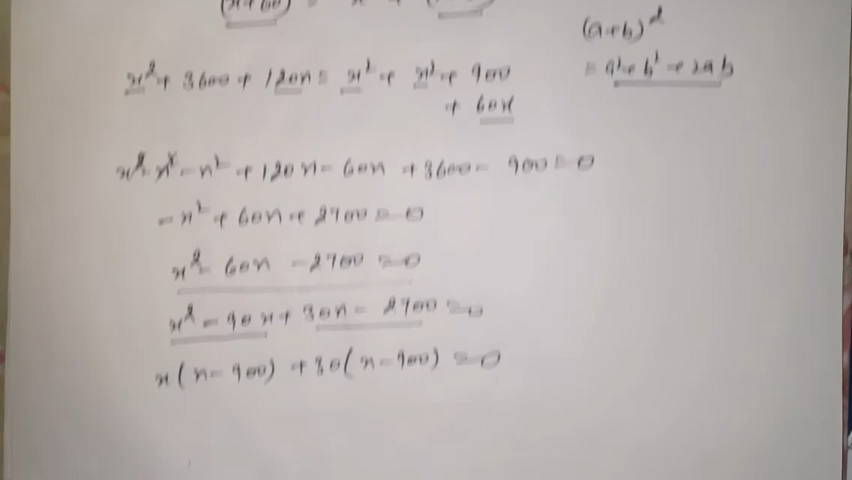 (x+60)
(a+b)²
x² + 3600 + 120x = x² + x² + 900
= a² + b² + 2ab
+ 60x
x² - x² - x² + 120x - 60x + 3600 - 900 = 0
- x² + 60x + 2700 = 0
x² - 60x - 2700 = 0
x² - 90x + 30x - 2700 = 0
x(x - 900) + 30(x - 900) = 0